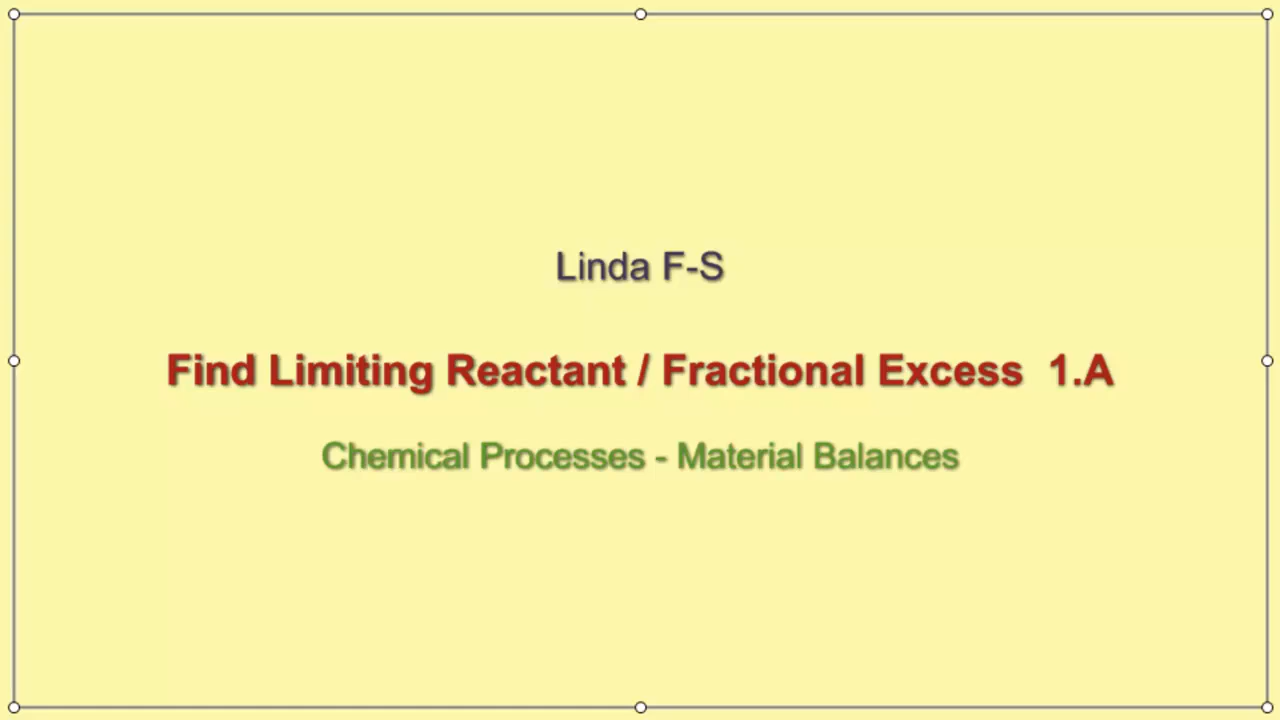 Linda F-S
Find Limiting Reactant / Fractional Excess 1.A
Chemical Processes - Material Balances